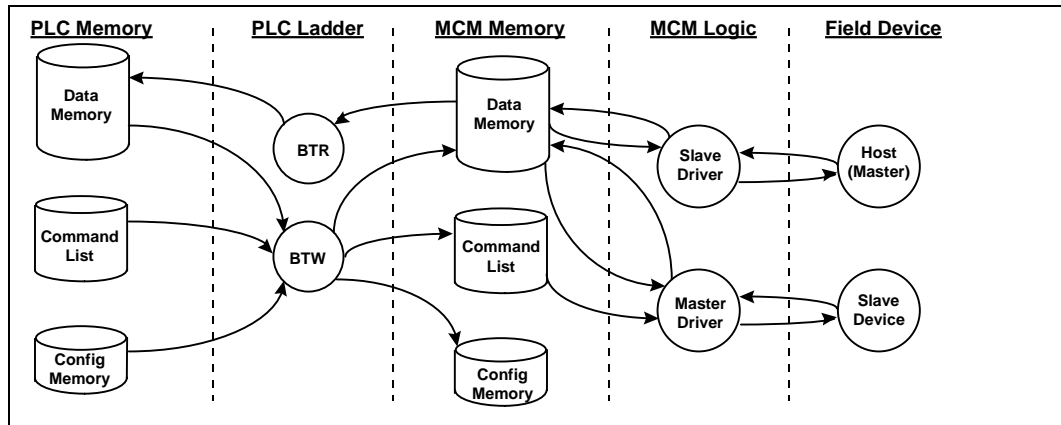 PLC Memory
PLC Ladder
MCM Memory
MCM Logic
Field Device
Data
Memory
Command
List
Config
Memory
BTR
BTW
Data
Memory
Command
List
Config
Memory
Slave
Driver
Master
Driver
Host
(Master)
Slave
Device